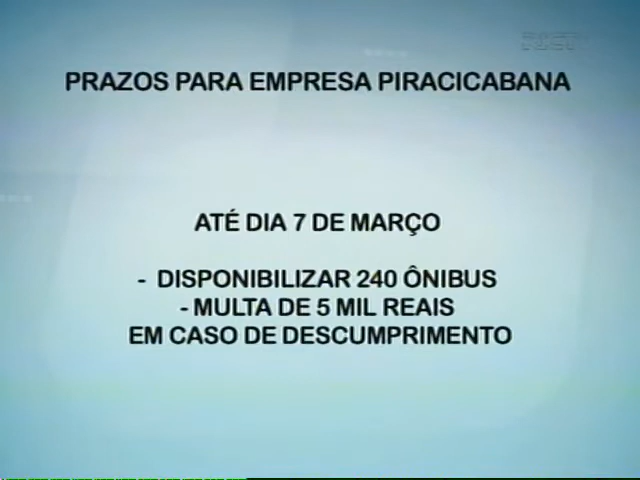 PRAZOS PARA EMPRESA PIRACICABANA
ATÉ DIA 7 DE MARÇO
- DISPONIBILIZAR 240 ÔNIBUS
- MULTA DE 5 MIL REAIS
EM CASO DE DESCUMPRIMENTO